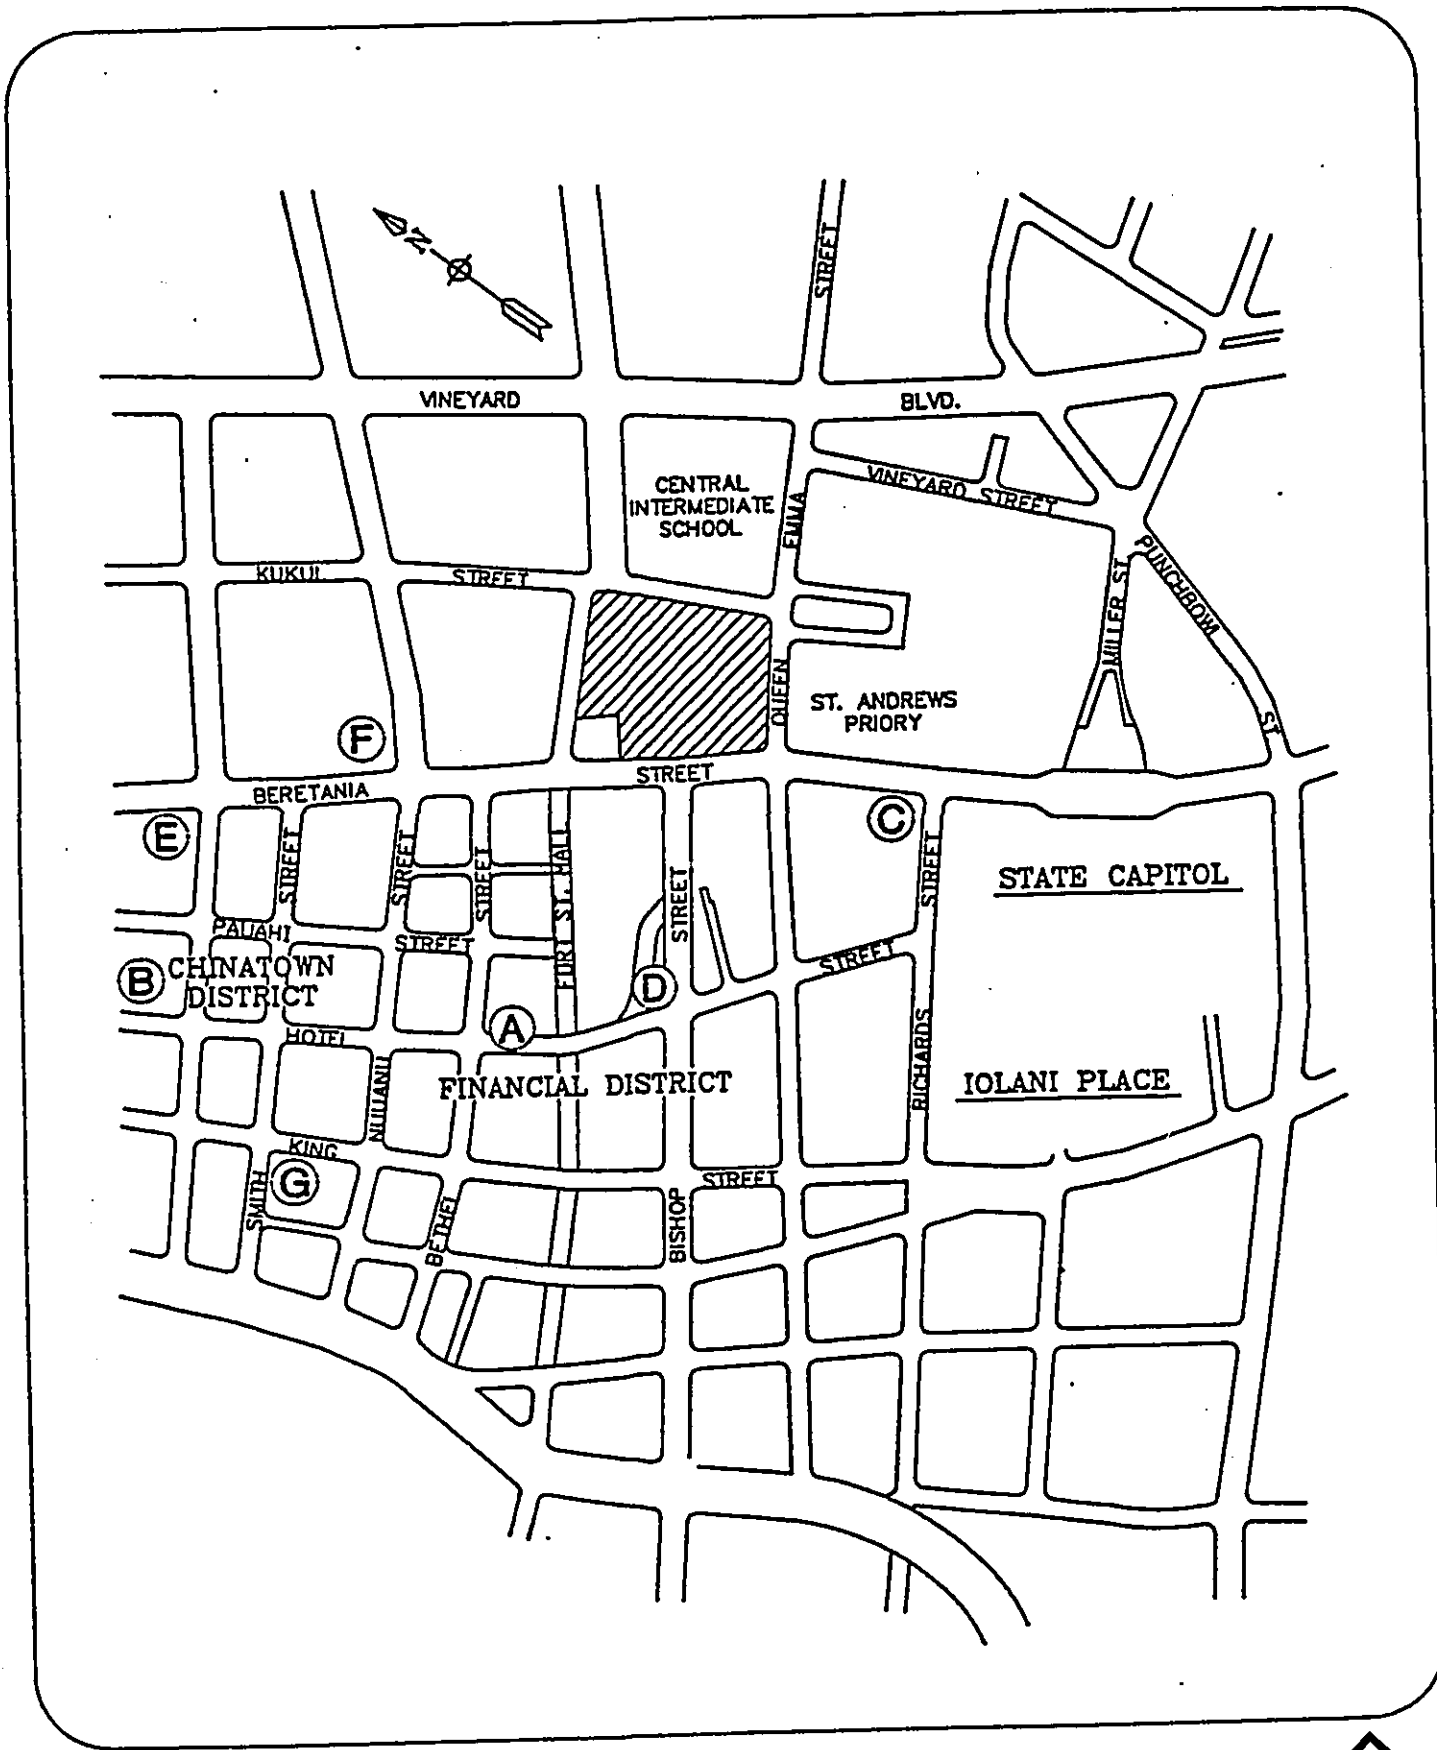 N
STREET
VINEYARD
BLVD.
CENTRAL
INTERMEDIATE
SCHOOL
EMMA
VINEYARD STREET
KUKUI
STREET
PUNCHBOWL
ST
MILLER ST
QUEEN
ST. ANDREWS
PRIORY
F
STREET
BERETANIA
E
C
STREET
STREET
STREET
FORT ST. MALL
STREET
STREET
STATE CAPITOL
PAUAHI
STREET
STREET
B
CHINATOWN
DISTRICT
D
A
HOTEL
NUUANU
FINANCIAL DISTRICT
RICHARDS
IOLANI PLACE
KING
STREET
SMITH
G
BETHEL
BISHOP